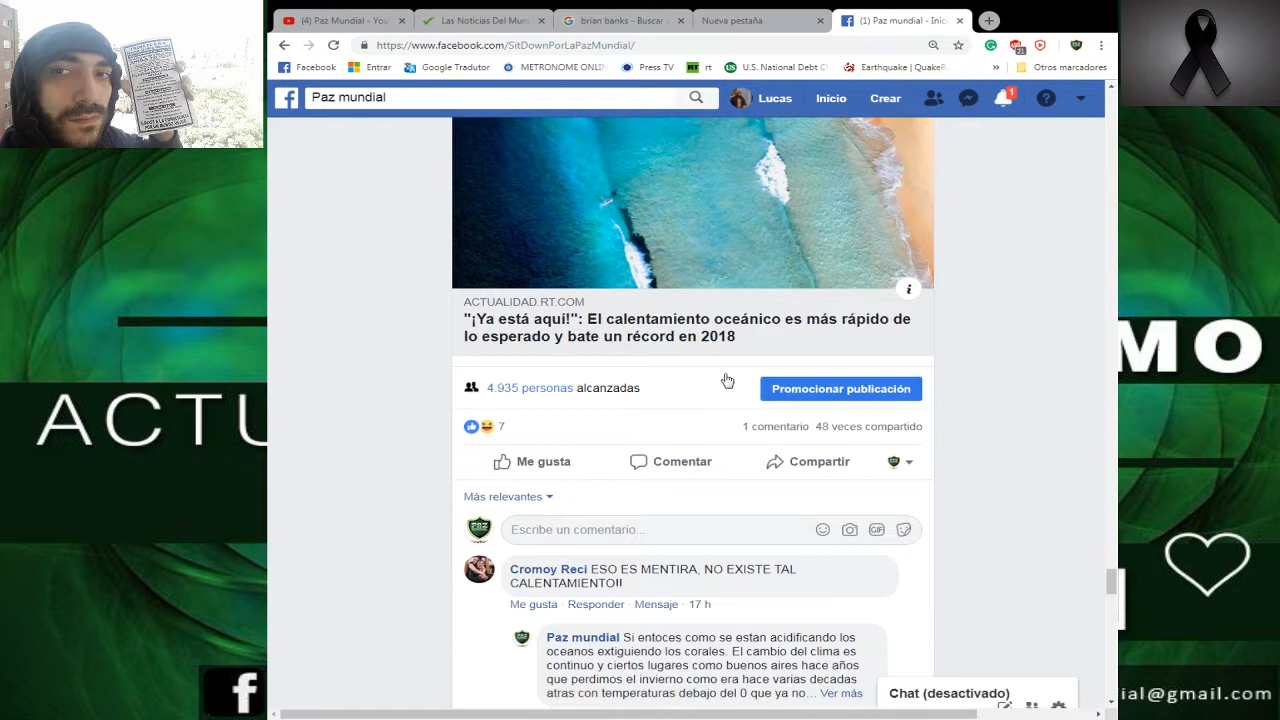 (4) Paz Mundial - You
Las Noticias Del Mun
brian banks - Buscar c
Nueva pestaña
(1) Paz mundial - Inic
https://www.facebook.com/SitDownPorLaPazMundial/
21
Facebook
Entrar
Google Tradutor
METRONOME ONLIN
Press TV
RT
rt
US
U.S. National Debt C
Earthquake | QuakeR
»
Otros marcadores
Paz mundial
Lucas
Inicio
Crear
1
ACTUALIDAD.RT.COM
"¡Ya está aquí!": El calentamiento oceánico es más rápido de
lo esperado y bate un récord en 2018
4.935 personas alcanzadas
Promocionar publicación
7
1 comentario 48 veces compartido
Me gusta
Comentar
Compartir
Más relevantes
Escribe un comentario...
GIF
Cromoy Reci ESO ES MENTIRA, NO EXISTE TAL
CALENTAMIENTO!!
Me gusta · Responder · Mensaje · 17 h
Paz mundial Si entoces como se estan acidificando los
oceanos extiguiendo los corales. El cambio del clima es
continuo y ciertos lugares como buenos aires hace años
que perdimos el invierno como era hace varias decadas
atras con temperaturas debajo del 0 que ya no... Ver más
Chat (desactivado)
ACTU
MO
ial@gmail.com